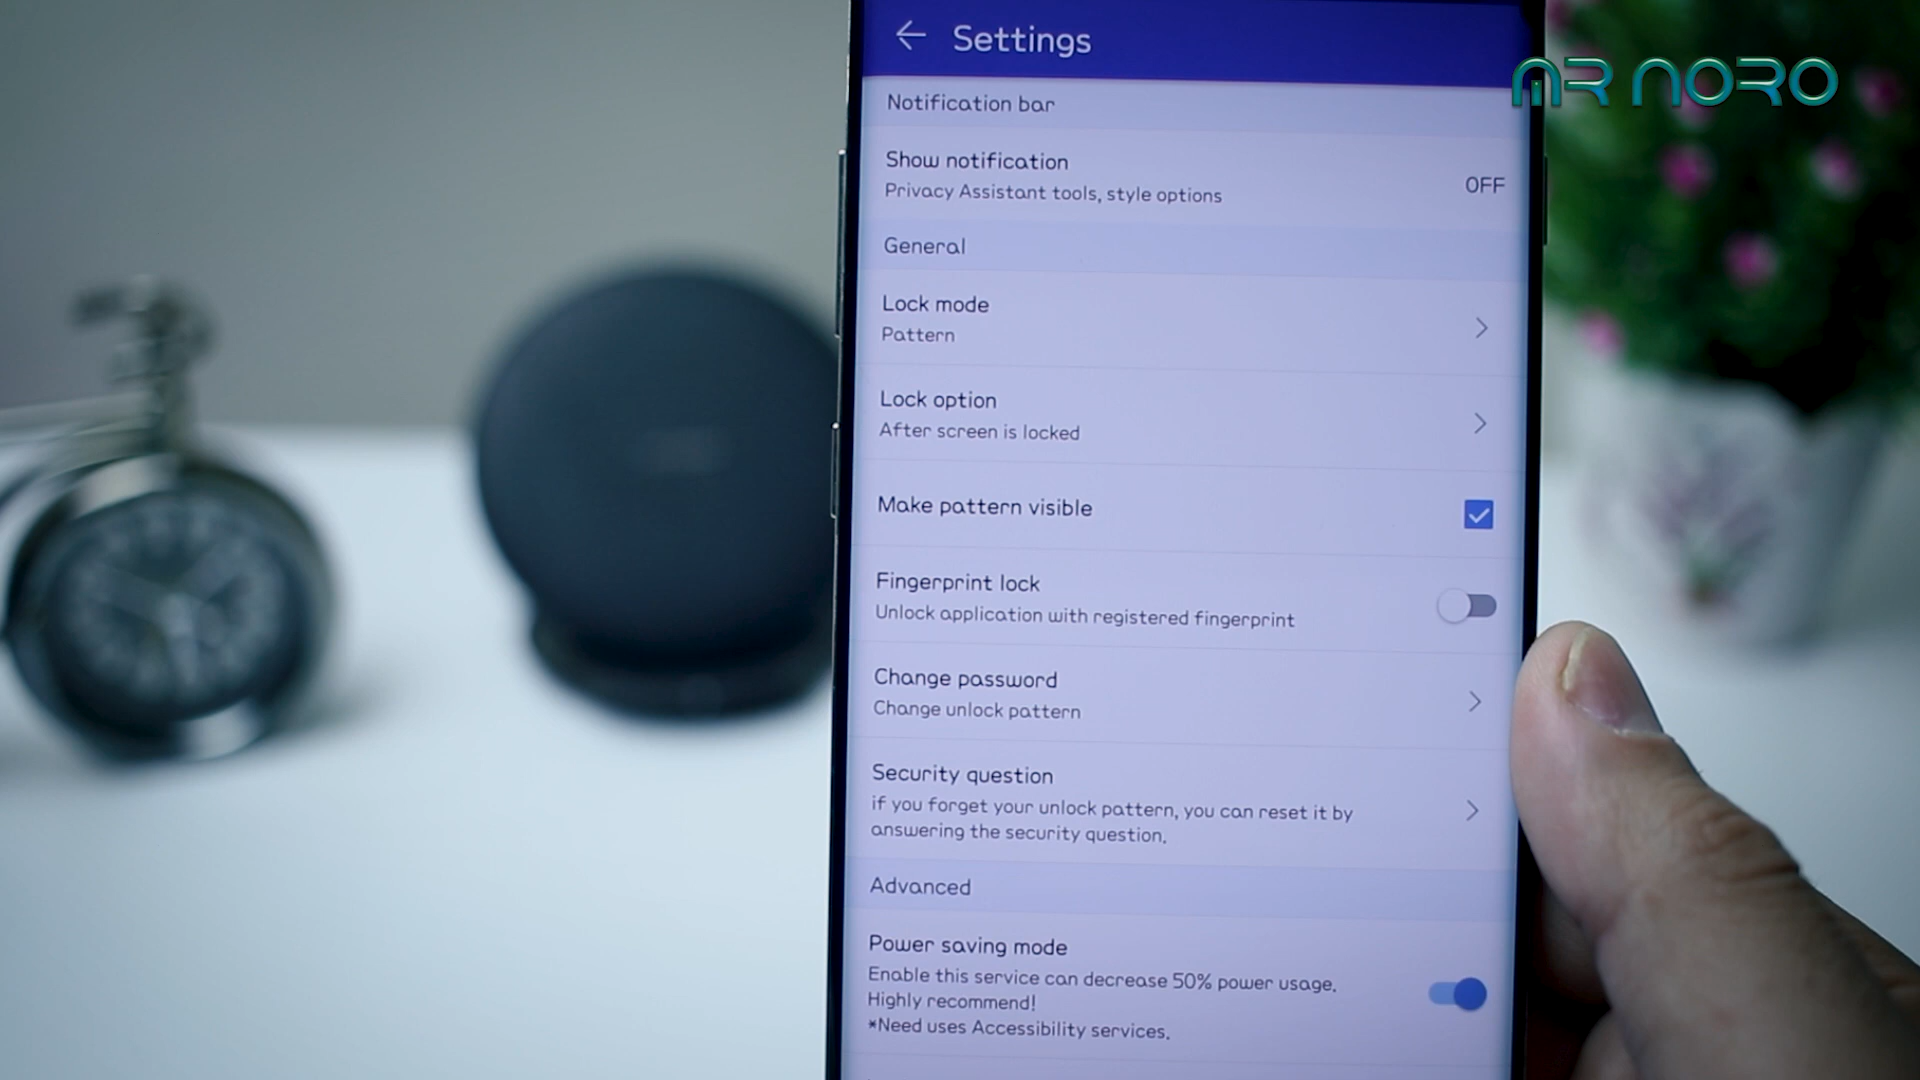 Settings
MR NORO
Notification bar
Show notification
Privacy Assistant tools, style options
OFF
General
Lock mode
Pattern
Lock option
After screen is locked
Make pattern visible
Fingerprint lock
Unlock application with registered fingerprint
Change password
Change unlock pattern
Security question
if you forget your unlock pattern, you can reset it by
answering the security question.
Advanced
Power saving mode
Enable this service can decrease 50% power usage.
Highly recommend!
*Need uses Accessibility services.